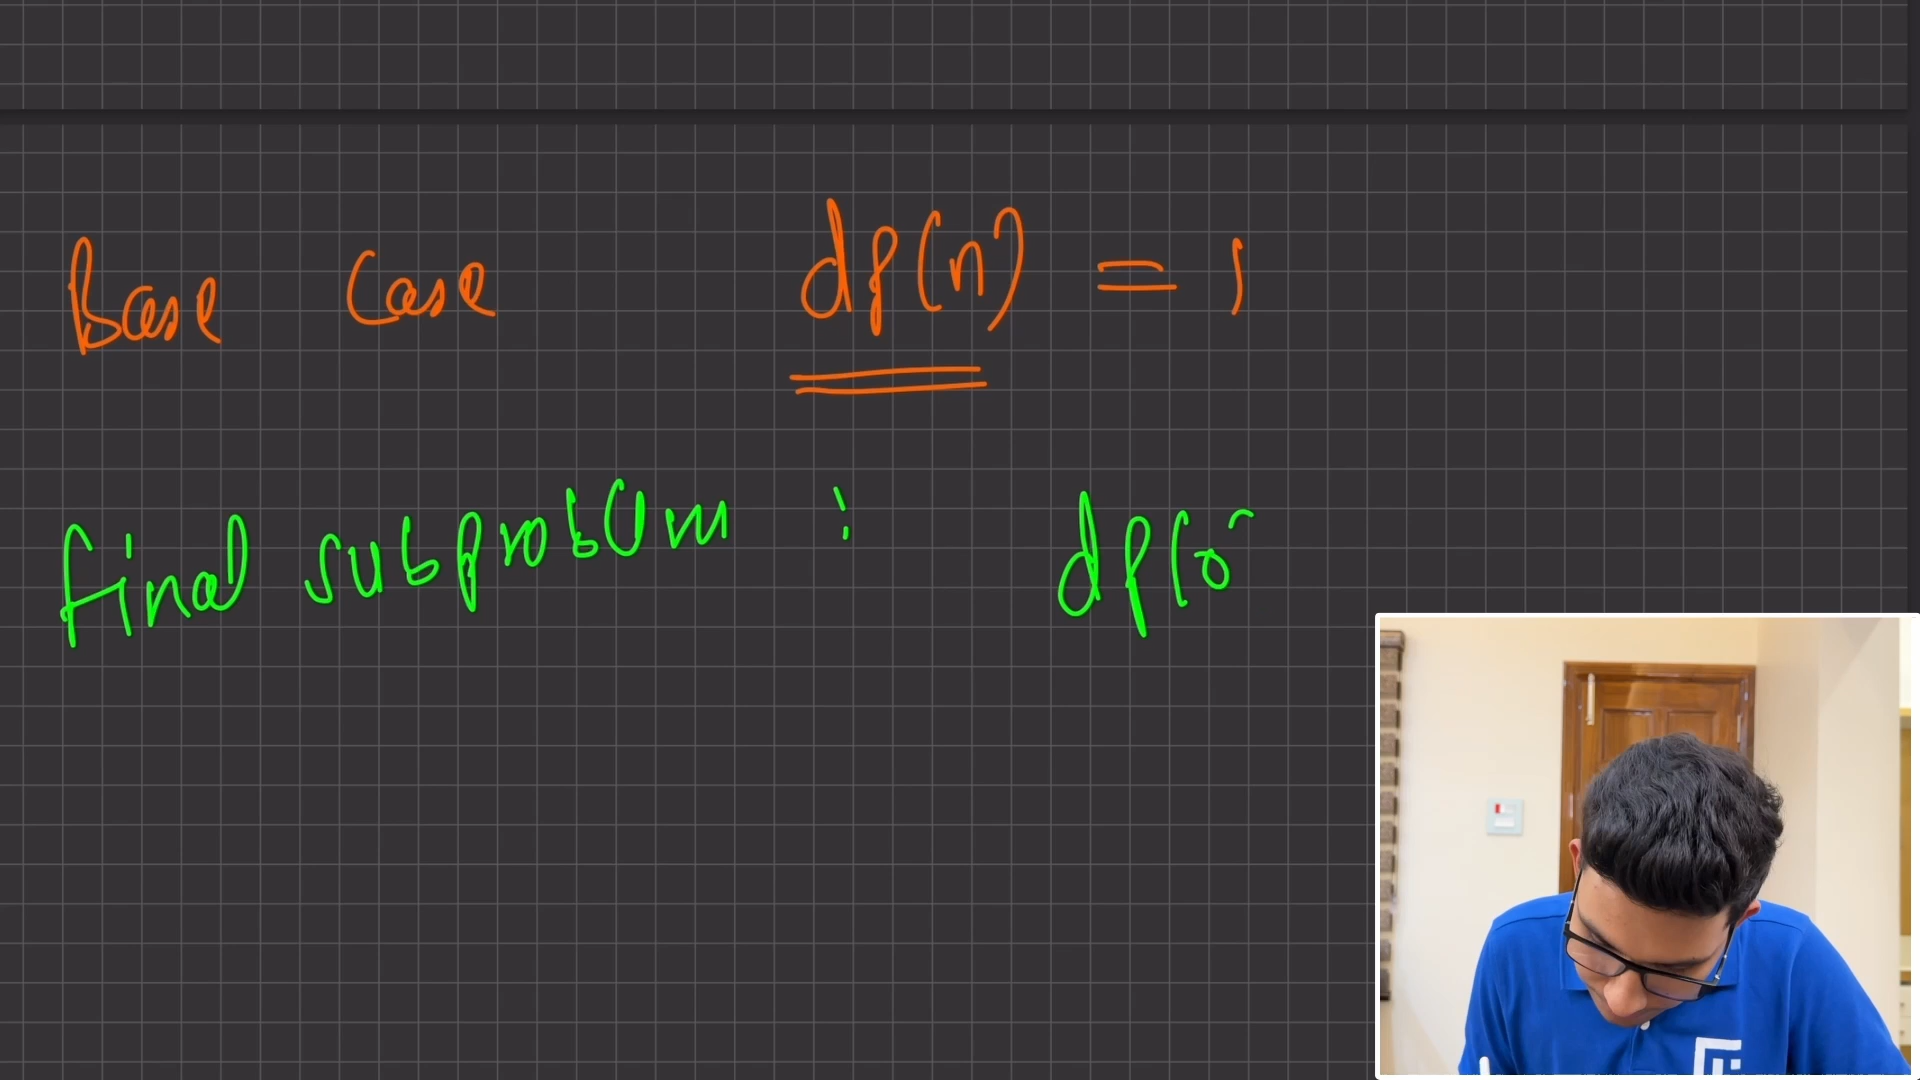 Base Case dp(n) = 1
final subproblem : dp(0